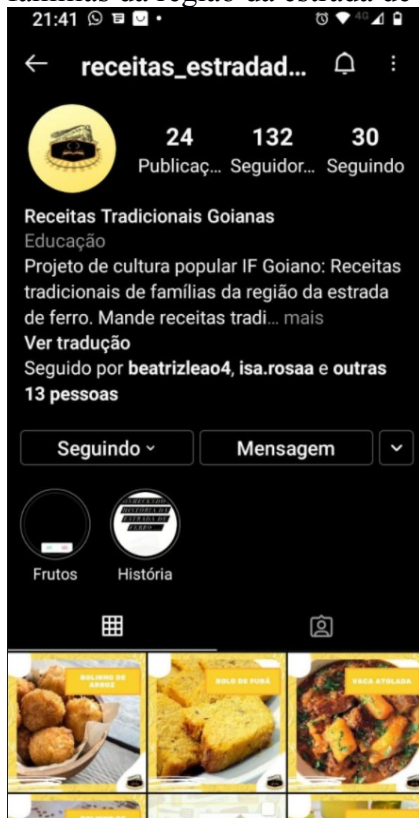 21:41
4G
receitas_estradad...
24 132 30
Publicaç... Seguidor... Seguindo
Receitas Tradicionais Goianas
Educação
Projeto de cultura popular IF Goiano: Receitas
tradicionais de famílias da região da estrada
de ferro. Mande receitas tradi... mais
Ver tradução
Seguido por beatrizleao4, isa.rosaa e outras
13 pessoas
Seguindo Mensagem
Frutos História
BOLINHO DE
ARROZ
BOLO DE FUBÁ
VACA ATOLADA